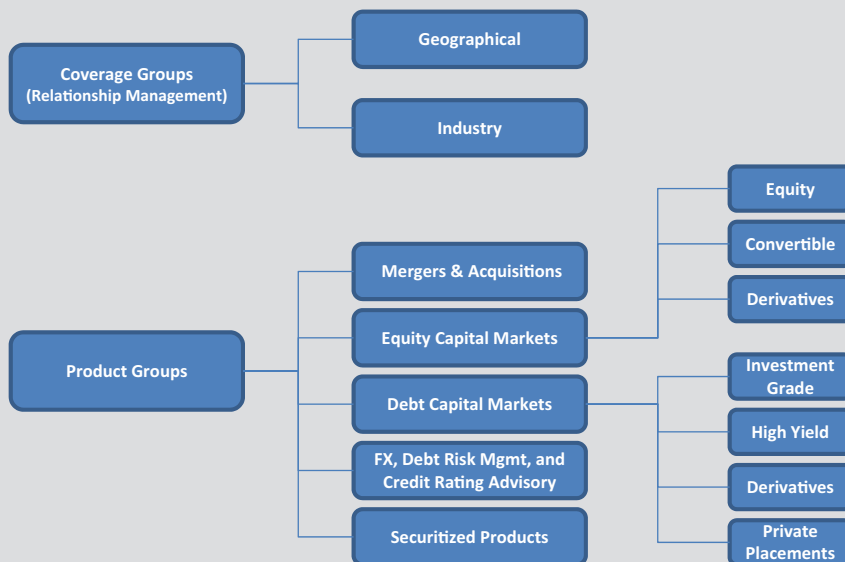 Coverage Groups
(Relationship Management)
Geographical
Industry
Product Groups
Mergers & Acquisitions
Equity Capital Markets
Debt Capital Markets
FX, Debt Risk Mgmt, and
Credit Rating Advisory
Securitized Products
Equity
Convertible
Derivatives
Investment
Grade
High Yield
Derivatives
Private
Placements